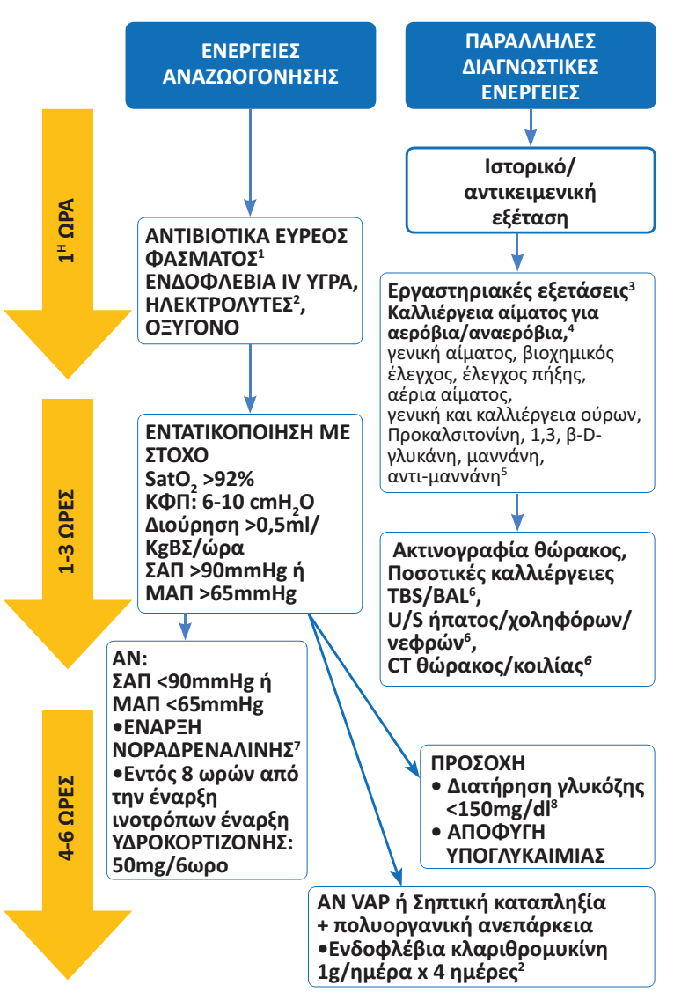 ΕΝΕΡΓΕΙΕΣ
ΑΝΑΖΩΟΓΟΝΗΣΗΣ
ΠΑΡΑΛΛΗΛΕΣ
ΔΙΑΓΝΩΣΤΙΚΕΣ
ΕΝΕΡΓΕΙΕΣ
1Η ΩΡΑ
Ιστορικό/
αντικειμενική
εξέταση
ΑΝΤΙΒΙΟΤΙΚΑ ΕΥΡΕΟΣ
ΦΑΣΜΑΤΟΣ¹
ΕΝΔΟΦΛΕΒΙΑ IV ΥΓΡΑ,
ΗΛΕΚΤΡΟΛΥΤΕΣ²,
ΟΞΥΓΟΝΟ
Εργαστηριακές εξετάσεις³
Καλλιέργεια αίματος για
αερόβια/αναερόβια,⁴
γενική αίματος, βιοχημικός
έλεγχος, έλεγχος πήξης,
αέρια αίματος,
γενική και καλλιέργεια ούρων,
Προκαλσιτονίνη, 1,3, β-D-
γλυκάνη, μαννάνη,
αντι-μαννάνη⁵
1-3 ΩΡΕΣ
ΕΝΤΑΤΙΚΟΠΟΙΗΣΗ ΜΕ
ΣΤΟΧΟ
SatO₂ >92%
ΚΦΠ: 6-10 cmH₂O
Διούρηση >0,5ml/
KgΒΣ/ώρα
ΣΑΠ >90mmHg ή
ΜΑΠ >65mmHg
Ακτινογραφία θώρακος,
Ποσοτικές καλλιέργειες
TBS/BAL⁶,
U/S ήπατος/χοληφόρων/
νεφρών⁶,
CT θώρακος/κοιλίας⁶
4-6 ΩΡΕΣ
ΑΝ:
ΣΑΠ <90mmHg ή
ΜΑΠ <65mmHg
•ΕΝΑΡΞΗ
ΝΟΡΑΔΡΕΝΑΛΙΝΗΣ⁷
•Εντός 8 ωρών από
την έναρξη
ινοτρόπων έναρξη
ΥΔΡΟΚΟΡΤΙΖΟΝΗΣ:
50mg/6ωρο
ΠΡΟΣΟΧΗ
• Διατήρηση γλυκόζης
<150mg/dl⁸
• ΑΠΟΦΥΓΗ
ΥΠΟΓΛΥΚΑΙΜΙΑΣ
ΑΝ VAP ή Σηπτική καταπληξία
+ πολυοργανική ανεπάρκεια
•Ενδοφλέβια κλαριθρομυκίνη
1g/ημέρα x 4 ημέρες²